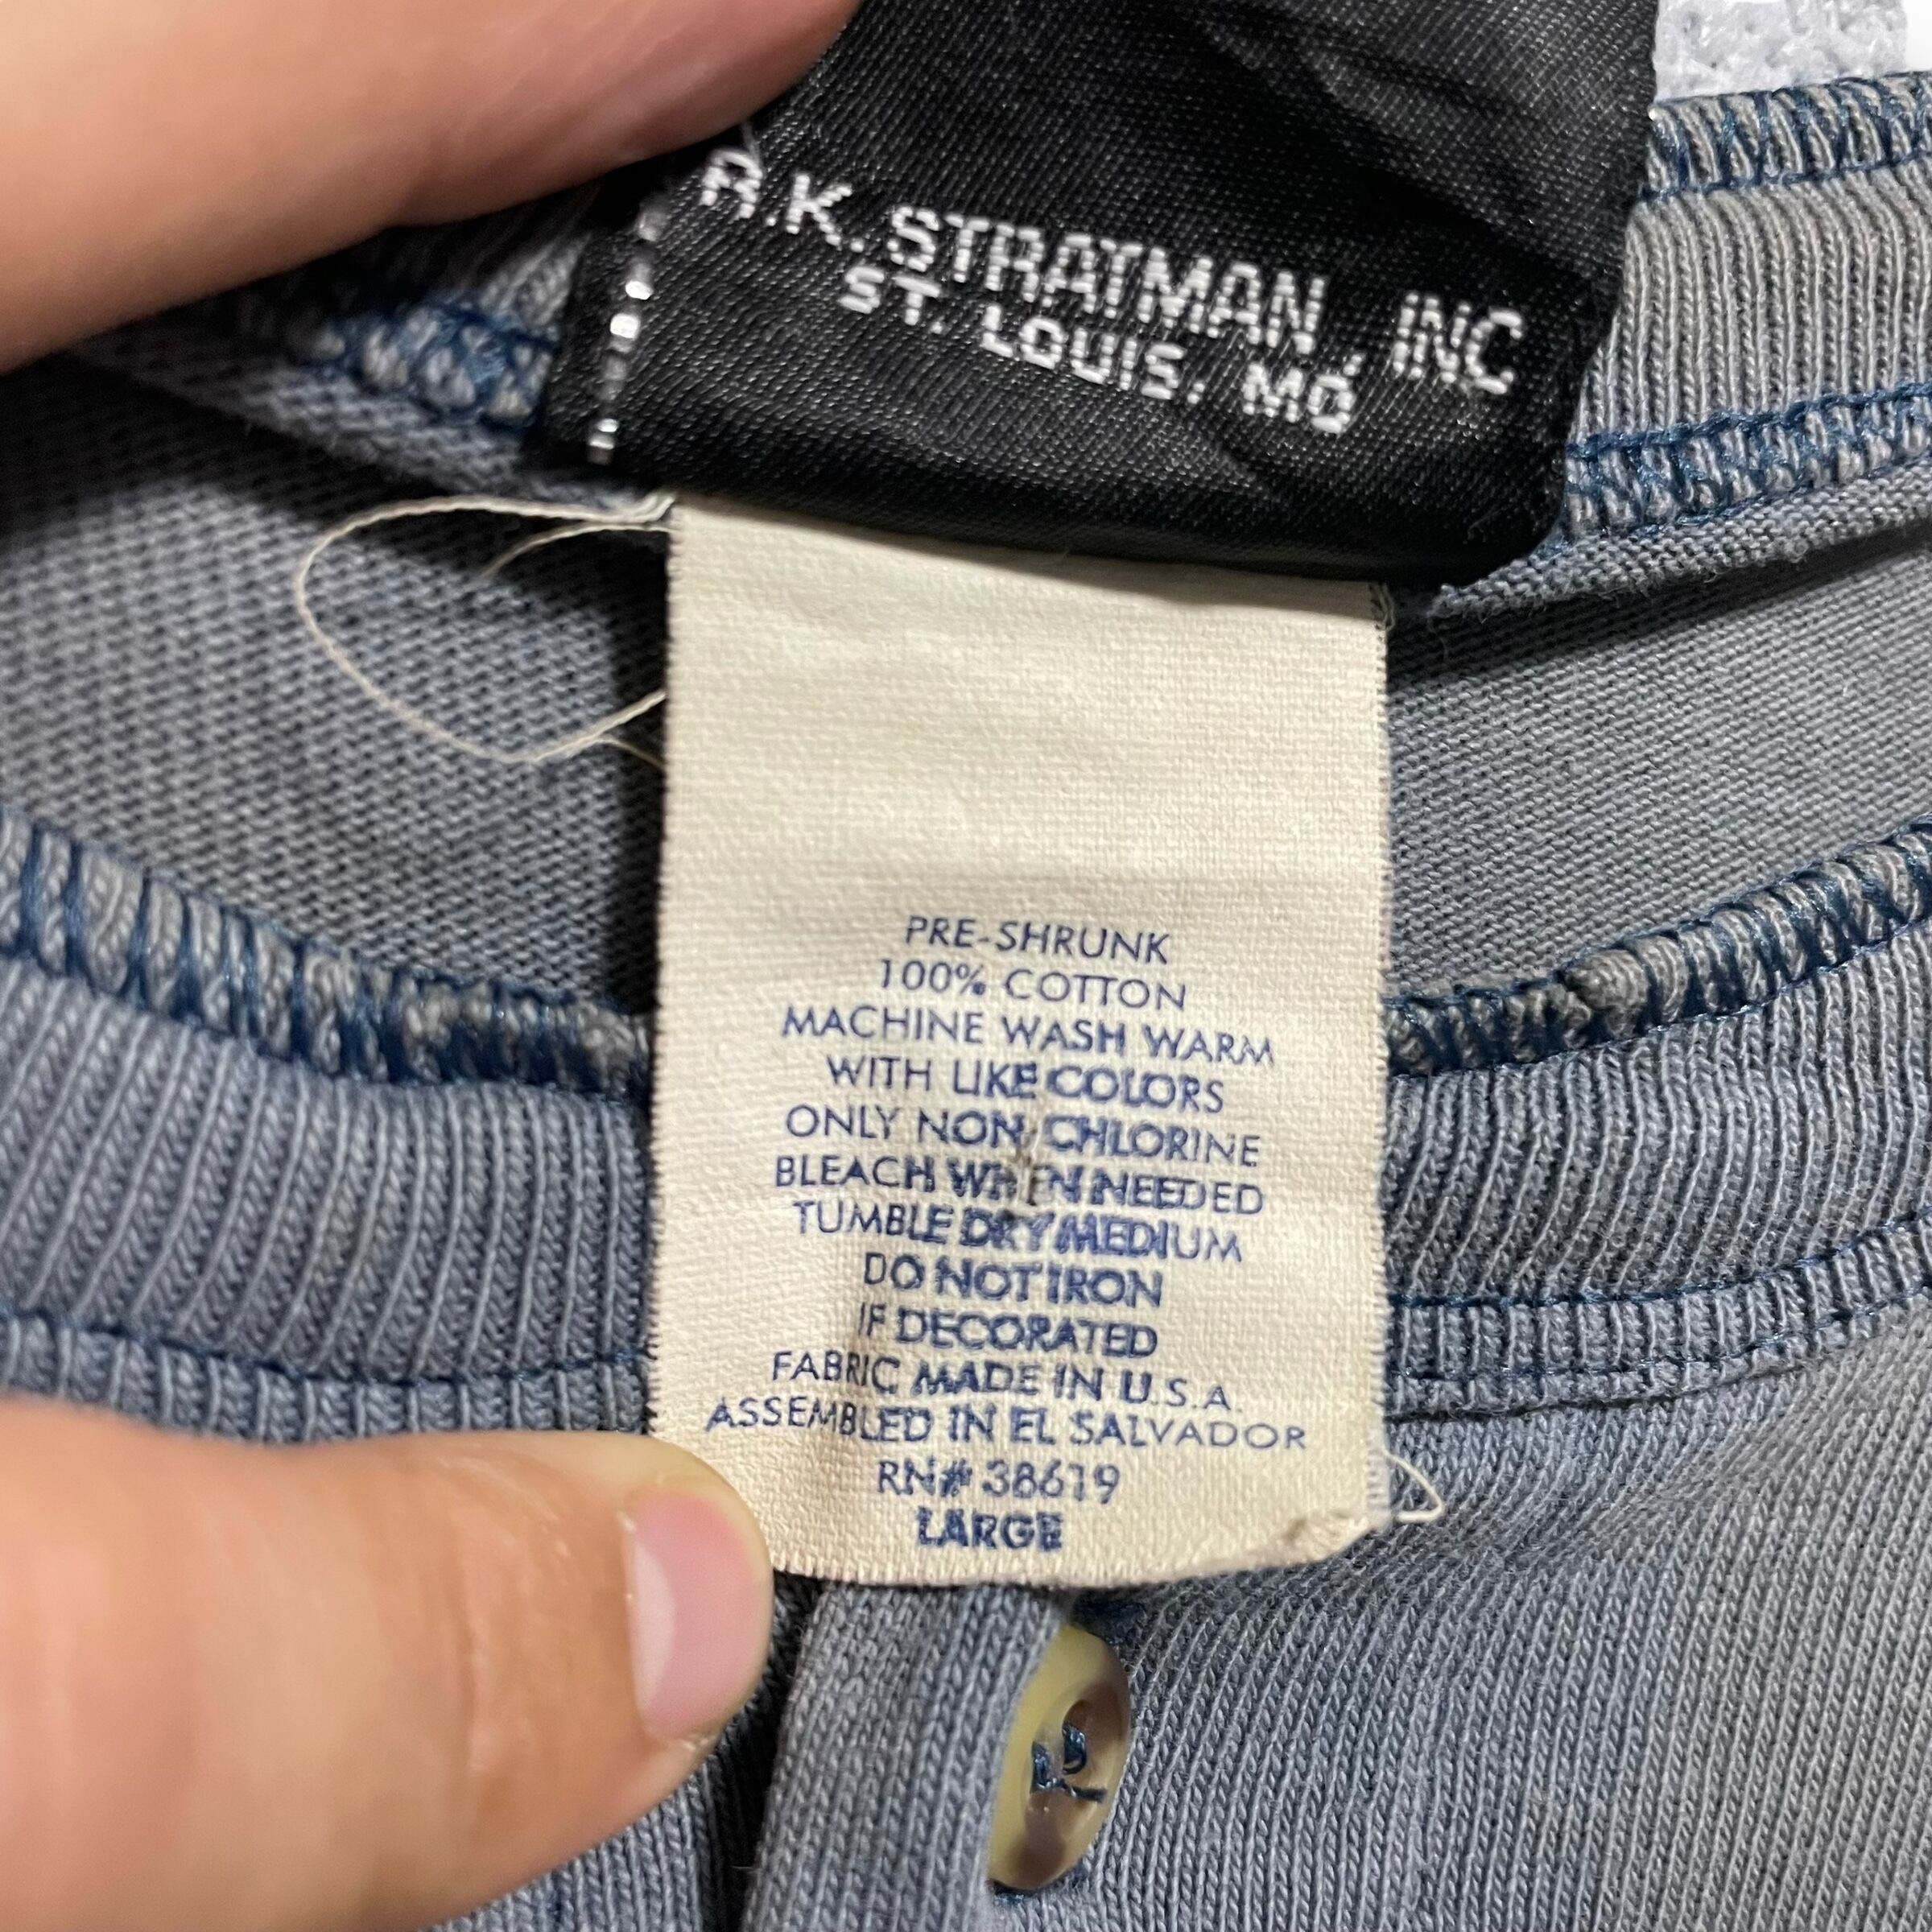 R.K. STRATMAN, INC
ST. LOUIS, MO
PRE-SHRUNK
100% COTTON
MACHINE WASH WARM
WITH LIKE COLORS
ONLY NON CHLORINE
BLEACH WHEN NEEDED
TUMBLE DRY MEDIUM
DO NOT IRON
IF DECORATED
FABRIC MADE IN U.S.A.
ASSEMBLED IN EL SALVADOR
RN# 38619
LARGE